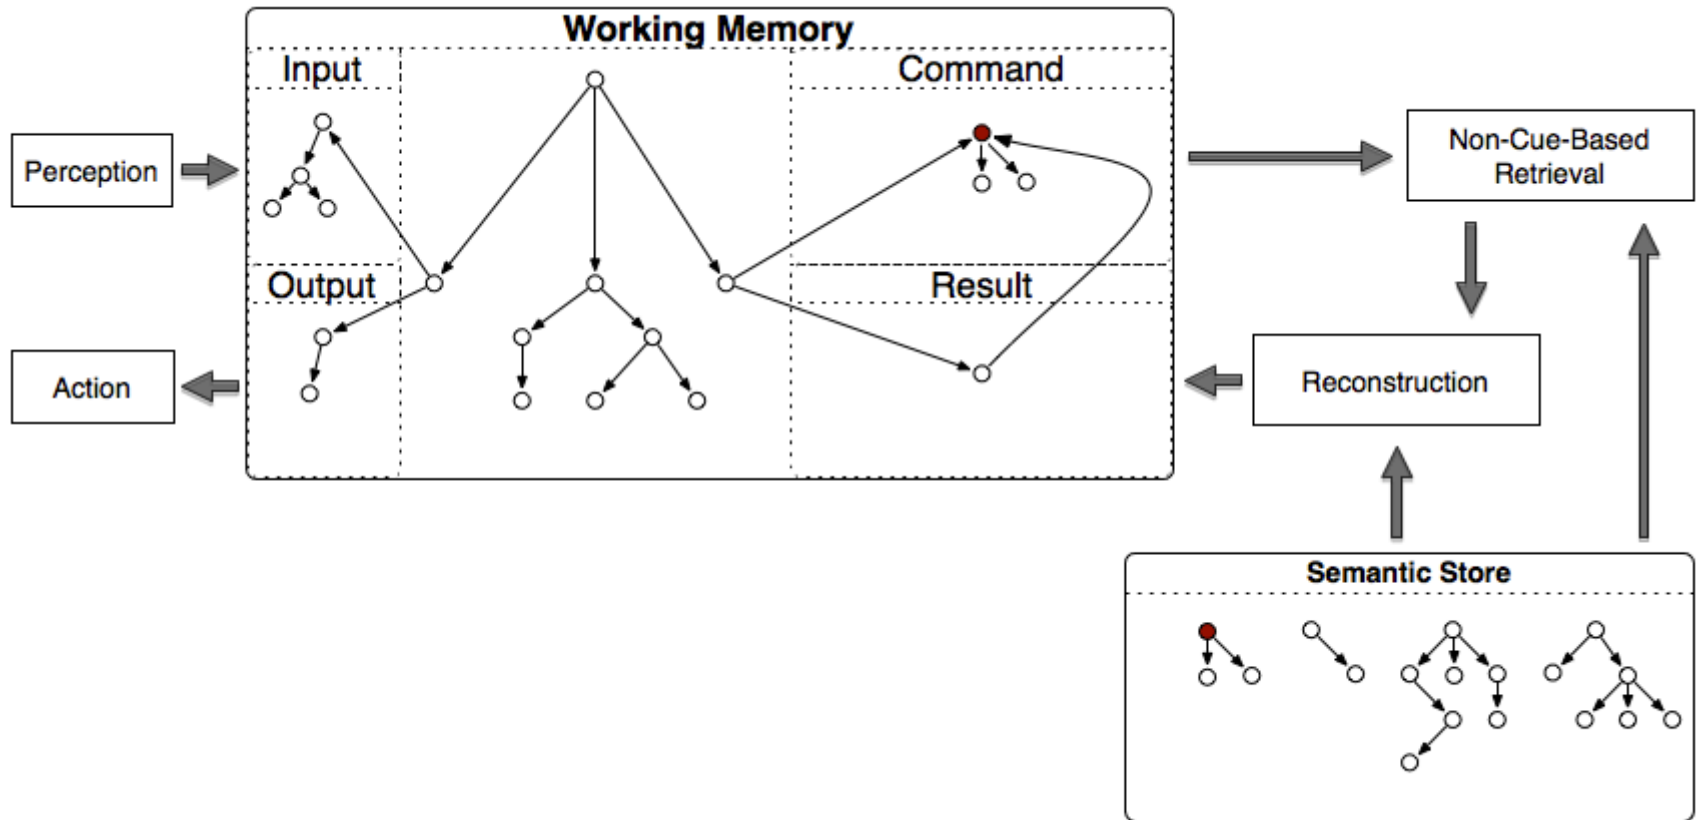 Working Memory
Input
Command
Perception
Non-Cue-Based
Retrieval
Output
Result
Action
Reconstruction
Semantic Store